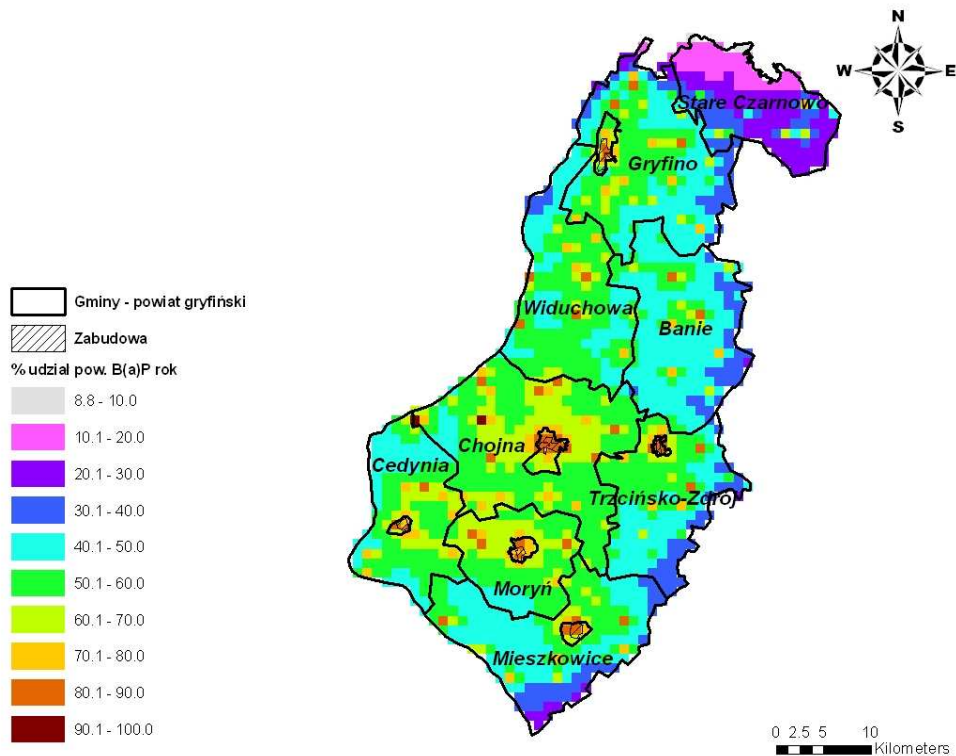 N
W E
S
Stare Czarnowo
Gryfino
Widuchowa
Banie
Chojna
Cedynia
Trzcińsko-Zdrój
Moryń
Mieszkowice
Gminy - powiat gryfiński
Zabudowa
% udział pow. B(a)P rok
8.8 - 10.0
10.1 - 20.0
20.1 - 30.0
30.1 - 40.0
40.1 - 50.0
50.1 - 60.0
60.1 - 70.0
70.1 - 80.0
80.1 - 90.0
90.1 - 100.0
0 2.5 5 10
Kilometers